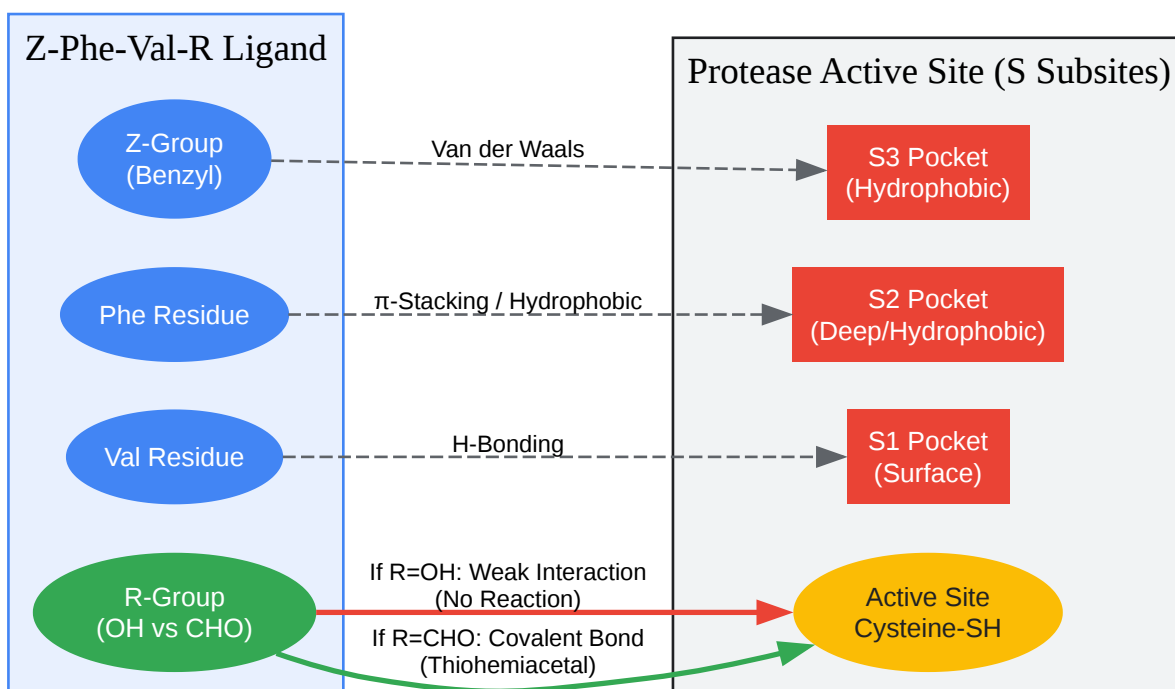 Z-Phe-Val-R Ligand
Protease Active Site (S Subsites)
Z-Group
(Benzyl)
Van der Waals
S3 Pocket
(Hydrophobic)
Phe Residue
π-Stacking / Hydrophobic
S2 Pocket
(Deep/Hydrophobic)
Val Residue
H-Bonding
S1 Pocket
(Surface)
R-Group
(OH vs CHO)
If R=OH: Weak Interaction
(No Reaction)
If R=CHO: Covalent Bond
(Thiohemiacetal)
Active Site
Cysteine-SH